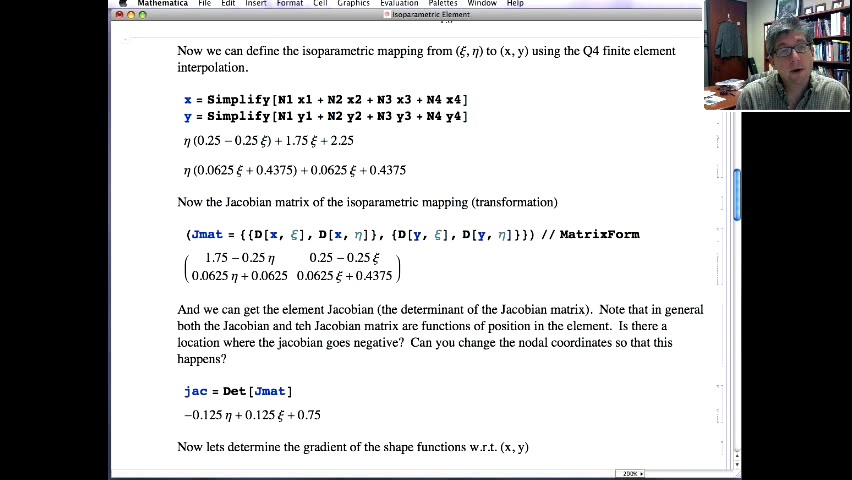 Mathematica File Edit Insert Format Cell Graphics Evaluation Palettes Window Help
Isoparametric Element
Now we can define the isoparametric mapping from (ξ, η) to (x, y) using the Q4 finite element
interpolation.
x = Simplify[N1 x1 + N2 x2 + N3 x3 + N4 x4]
y = Simplify[N1 y1 + N2 y2 + N3 y3 + N4 y4]
η (0.25 − 0.25 ξ) + 1.75 ξ + 2.25
η (0.0625 ξ + 0.4375) + 0.0625 ξ + 0.4375
Now the Jacobian matrix of the isoparametric mapping (transformation)
(Jmat = {{D[x, ξ], D[x, η]}, {D[y, ξ], D[y, η]}}) // MatrixForm
1.75 − 0.25 η 0.25 − 0.25 ξ
0.0625 η + 0.0625 0.0625 ξ + 0.4375
And we can get the element Jacobian (the determinant of the Jacobian matrix). Note that in general
both the Jacobian and teh Jacobian matrix are functions of position in the element. Is there a
location where the jacobian goes negative? Can you change the nodal coordinates so that this
happens?
jac = Det[Jmat]
−0.125 η + 0.125 ξ + 0.75
Now lets determine the gradient of the shape functions w.r.t. (x, y)
200%